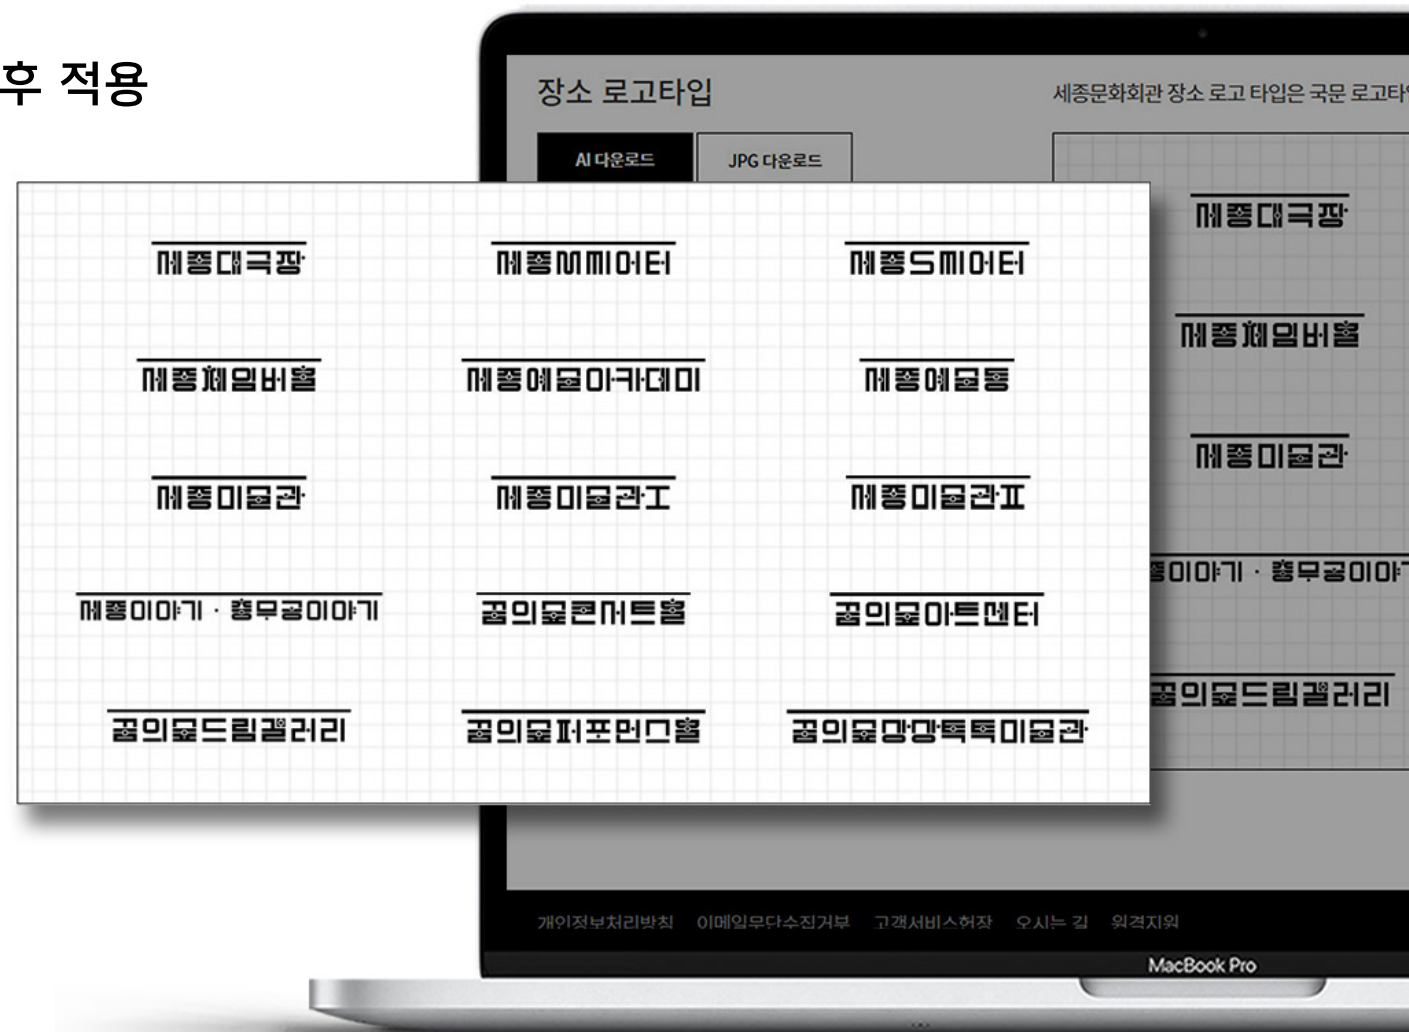 후 적용
장소 로고타입
세종문화회관 장소 로고 타입은 국문 로고타
AI 다운로드
JPG 다운로드
세종대극장
세종M씨어터
세종S씨어터
세종체임버홀
세종예술아카데미
세종예술동
세종미술관
세종미술관Ⅰ
세종미술관Ⅱ
세종이야기 · 충무공이야기
꿈의숲콘서트홀
꿈의숲아트센터
꿈의숲드림갤러리
꿈의숲퍼포먼스홀
꿈의숲상상톡톡미술관
세종대극장
세종체임버홀
세종미술관
종이야기 · 충무공이야
꿈의숲드림갤러리
개인정보처리방침 이메일무단수집거부 고객서비스헌장 오시는 길 원격지원
MacBook Pro